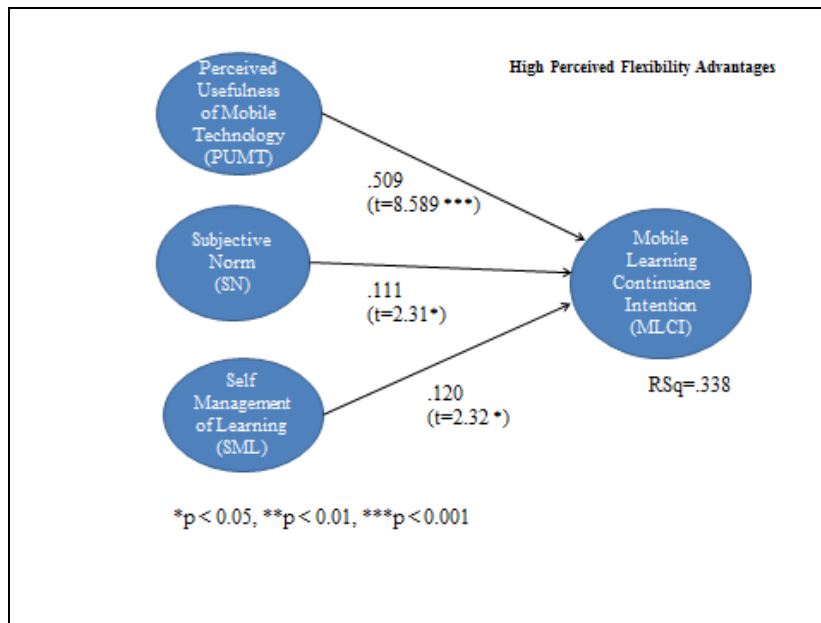 High Perceived Flexibility Advantages
Perceived
Usefulness
of Mobile
Technology
(PUMT)
.509
(t=8.589 ***)
Subjective
Norm
(SN)
.111
(t=2.31*)
Mobile
Learning
Continuance
Intention
(MLCI)
RSq=.338
Self
Management
of Learning
(SML)
.120
(t=2.32 *)
*p < 0.05, **p < 0.01, ***p < 0.001